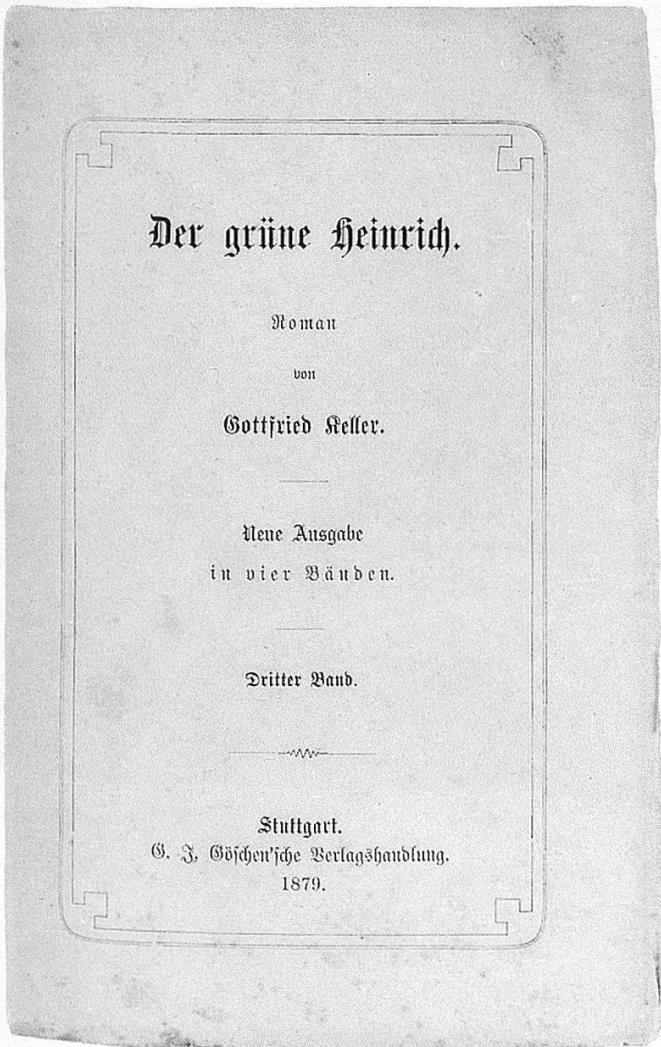 Der grüne Heinrich.
Roman
von
Gottfried Keller.
Neue Ausgabe
in vier Bänden.
Dritter Band.
Stuttgart.
G. J. Göschen'sche Verlagshandlung.
1879.